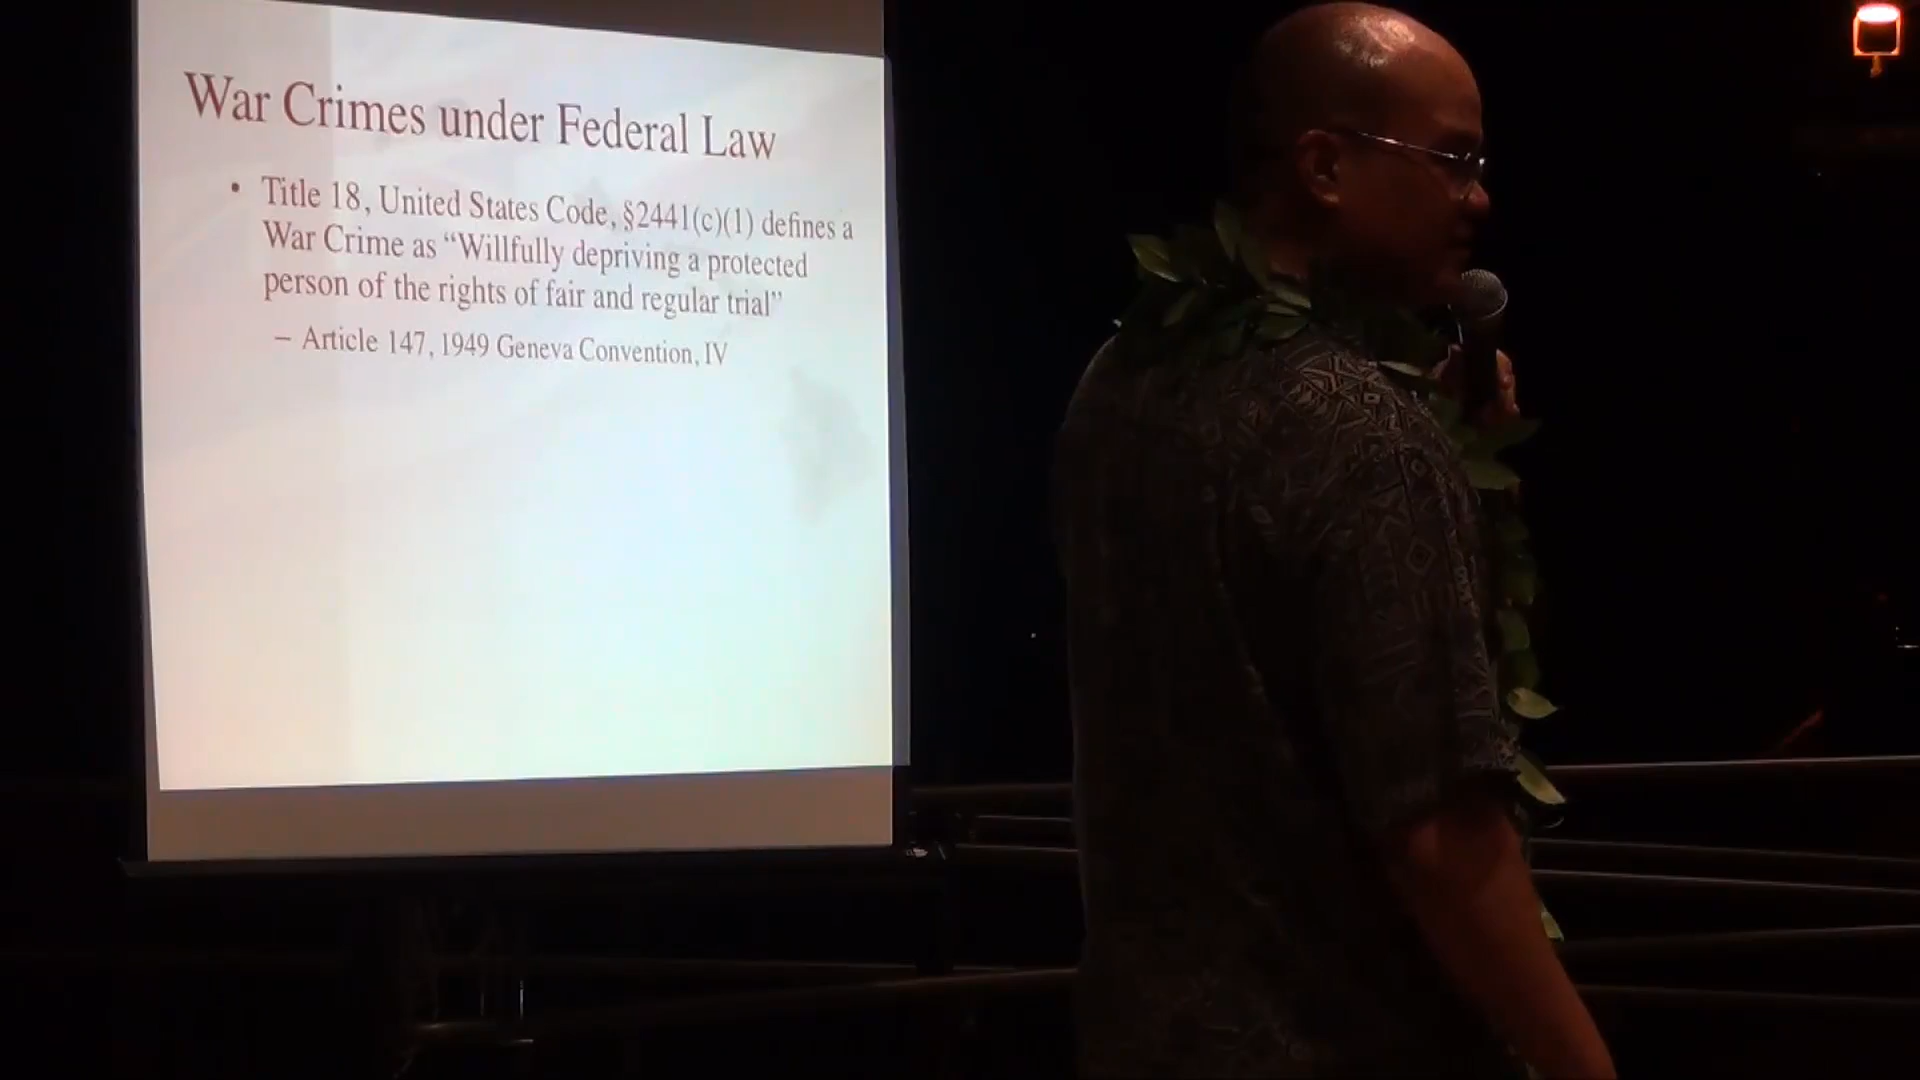 War Crimes under Federal Law
• Title 18, United States Code, §2441(c)(1) defines a
War Crime as “Willfully depriving a protected
person of the rights of fair and regular trial”
– Article 147, 1949 Geneva Convention, IV